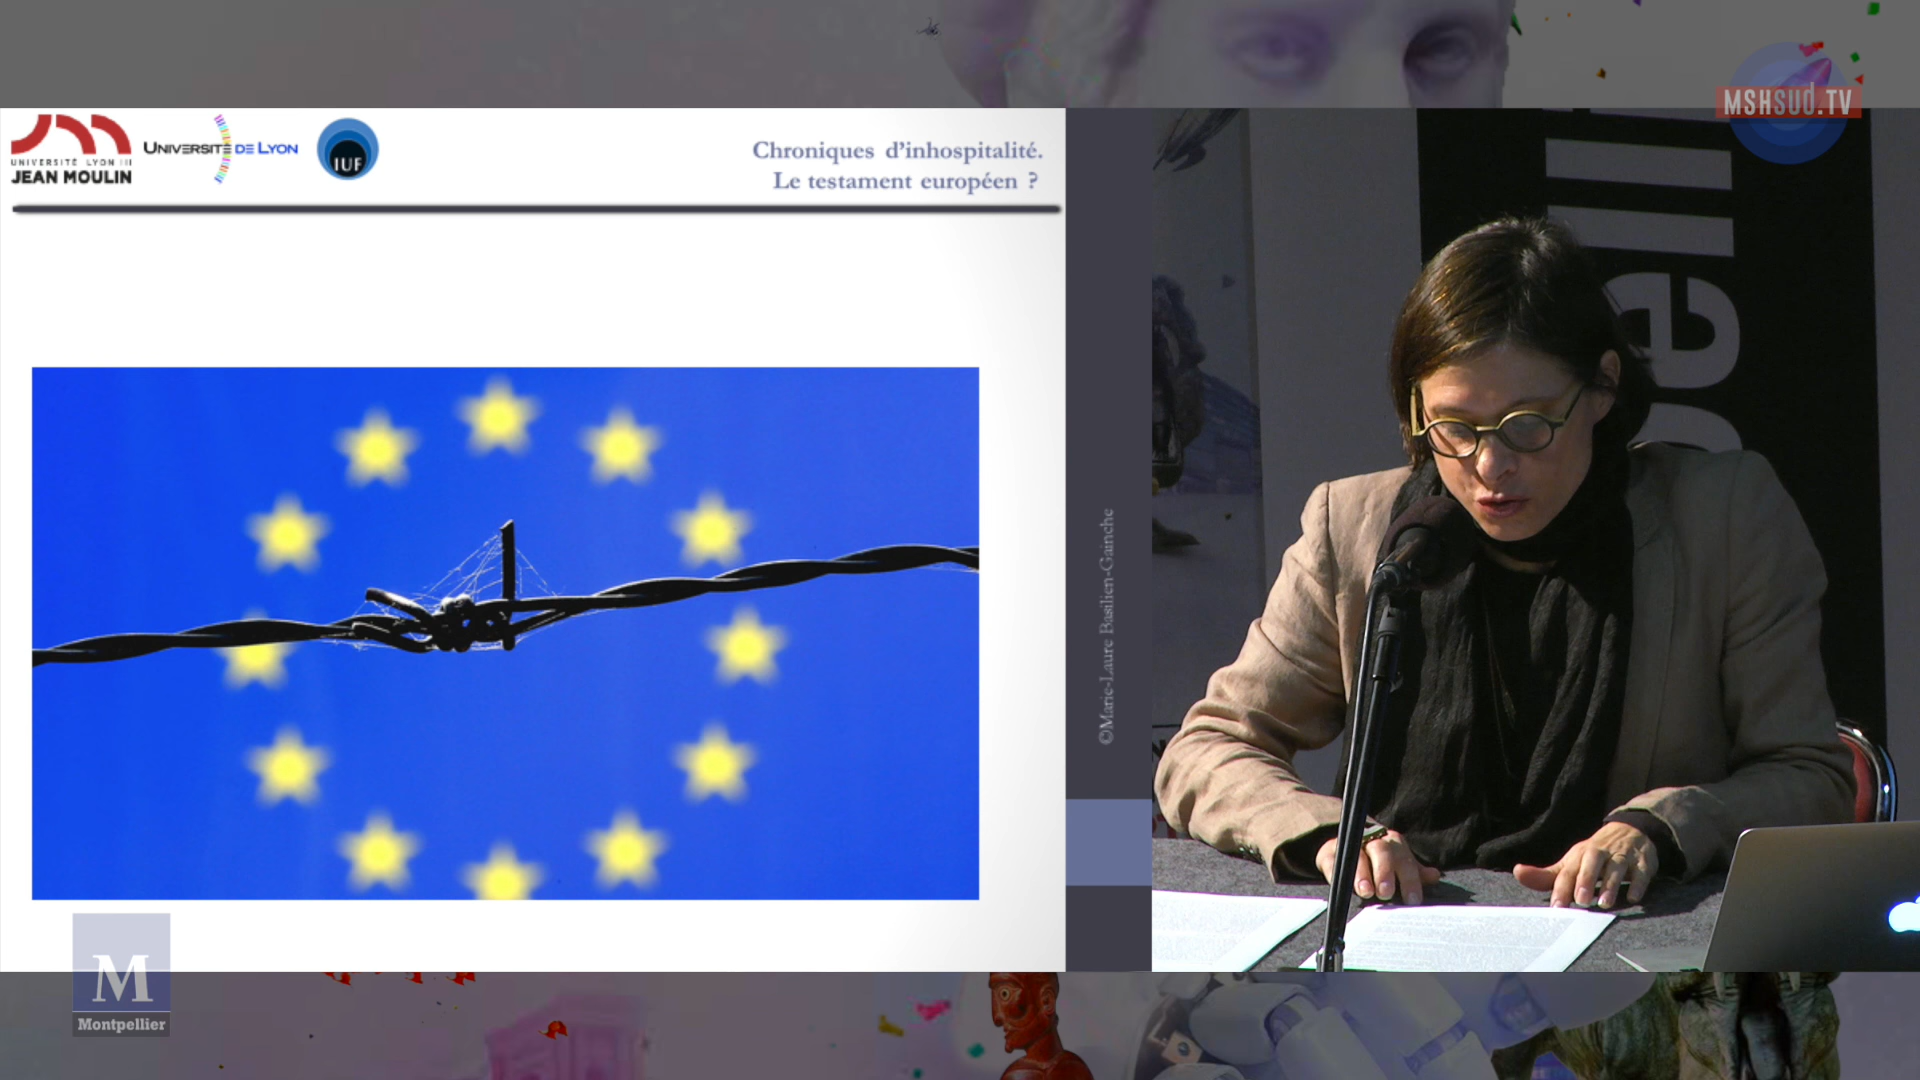 UNIVERSITÉ LYON III
JEAN MOULIN
UNIVERSITÉ DE LYON
IUF
Chroniques d'inhospitalité.
Le testament européen ?
MSHSUD.TV
©Marie-Laure Basilien-Gainche
M
Montpellier